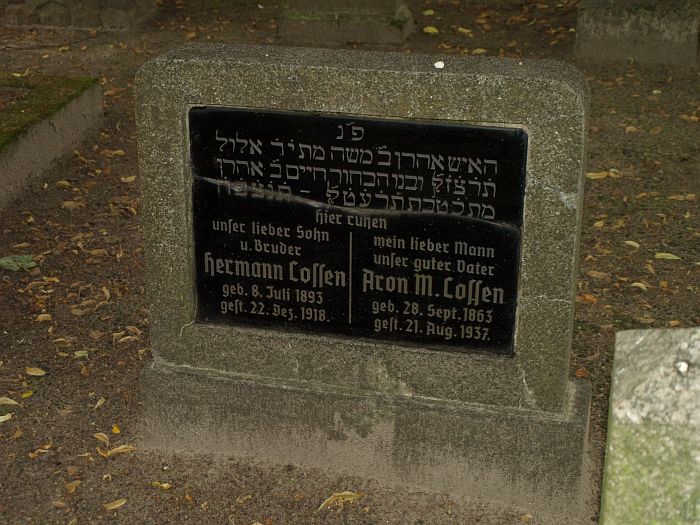 פ״נ
האיש אהרן ב׳ משה מת י״ד אלול
תרצ״ז ובנו הבחור חיים ב׳ אהרן
hier ruhen
unser lieber Sohn
u. Bruder
Hermann Cossen
geb. 8. Juli 1893
gest. 22. Dez. 1918.
mein lieber Mann
unser guter Vater
Aron M. Cossen
geb. 28. Sept. 1863
gest. 21. Aug. 1937.